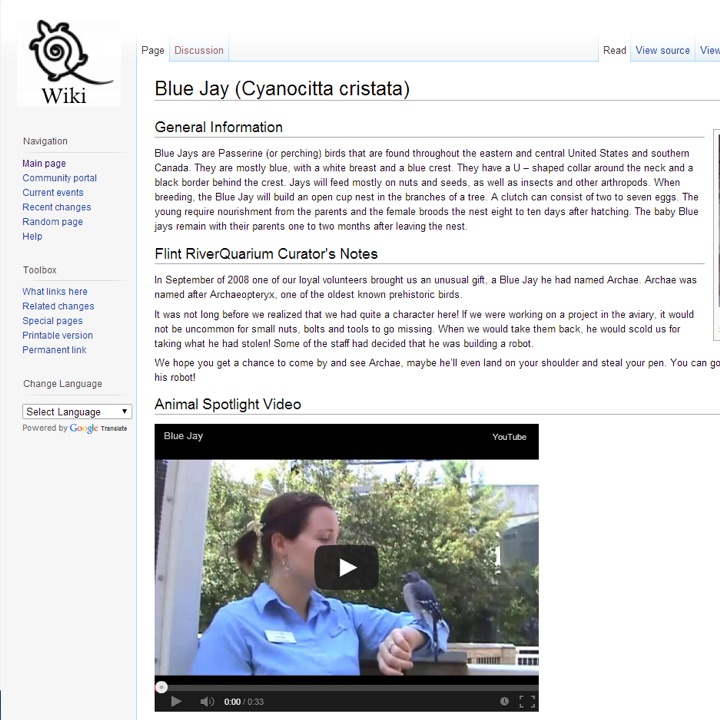 Wiki
Page
Discussion
Read
View source
View
Blue Jay (Cyanocitta cristata)
Navigation
Main page
Community portal
Current events
Recent changes
Random page
Help
Toolbox
What links here
Related changes
Special pages
Printable version
Permanent link
Change Language
Select Language
Powered by Google Translate
General Information
Blue Jays are Passerine (or perching) birds that are found throughout the eastern and central United States and southern
Canada. They are mostly blue, with a white breast and a blue crest. They have a U – shaped collar around the neck and a
black border behind the crest. Jays will feed mostly on nuts and seeds, as well as insects and other arthropods. When
breeding, the Blue Jay will build an open cup nest in the branches of a tree. A clutch can consist of two to seven eggs. The
young require nourishment from the parents and the female broods the nest eight to ten days after hatching. The baby Blue
jays remain with their parents one to two months after leaving the nest.
Flint RiverQuarium Curator's Notes
In September of 2008 one of our loyal volunteers brought us an unusual gift, a Blue Jay he had named Archae. Archae was
named after Archaeopteryx, one of the oldest known prehistoric birds.
It was not long before we realized that we had quite a character here! If we were working on a project in the aviary, it would
not be uncommon for small nuts, bolts and tools to go missing. When we would take them back, he would scold us for
taking what he had stolen! Some of the staff had decided that he was building a robot.
We hope you get a chance to come by and see Archae, maybe he'll even land on your shoulder and steal your pen. You can go
his robot!
Animal Spotlight Video
Blue Jay
YouTube
0:00 / 0:33